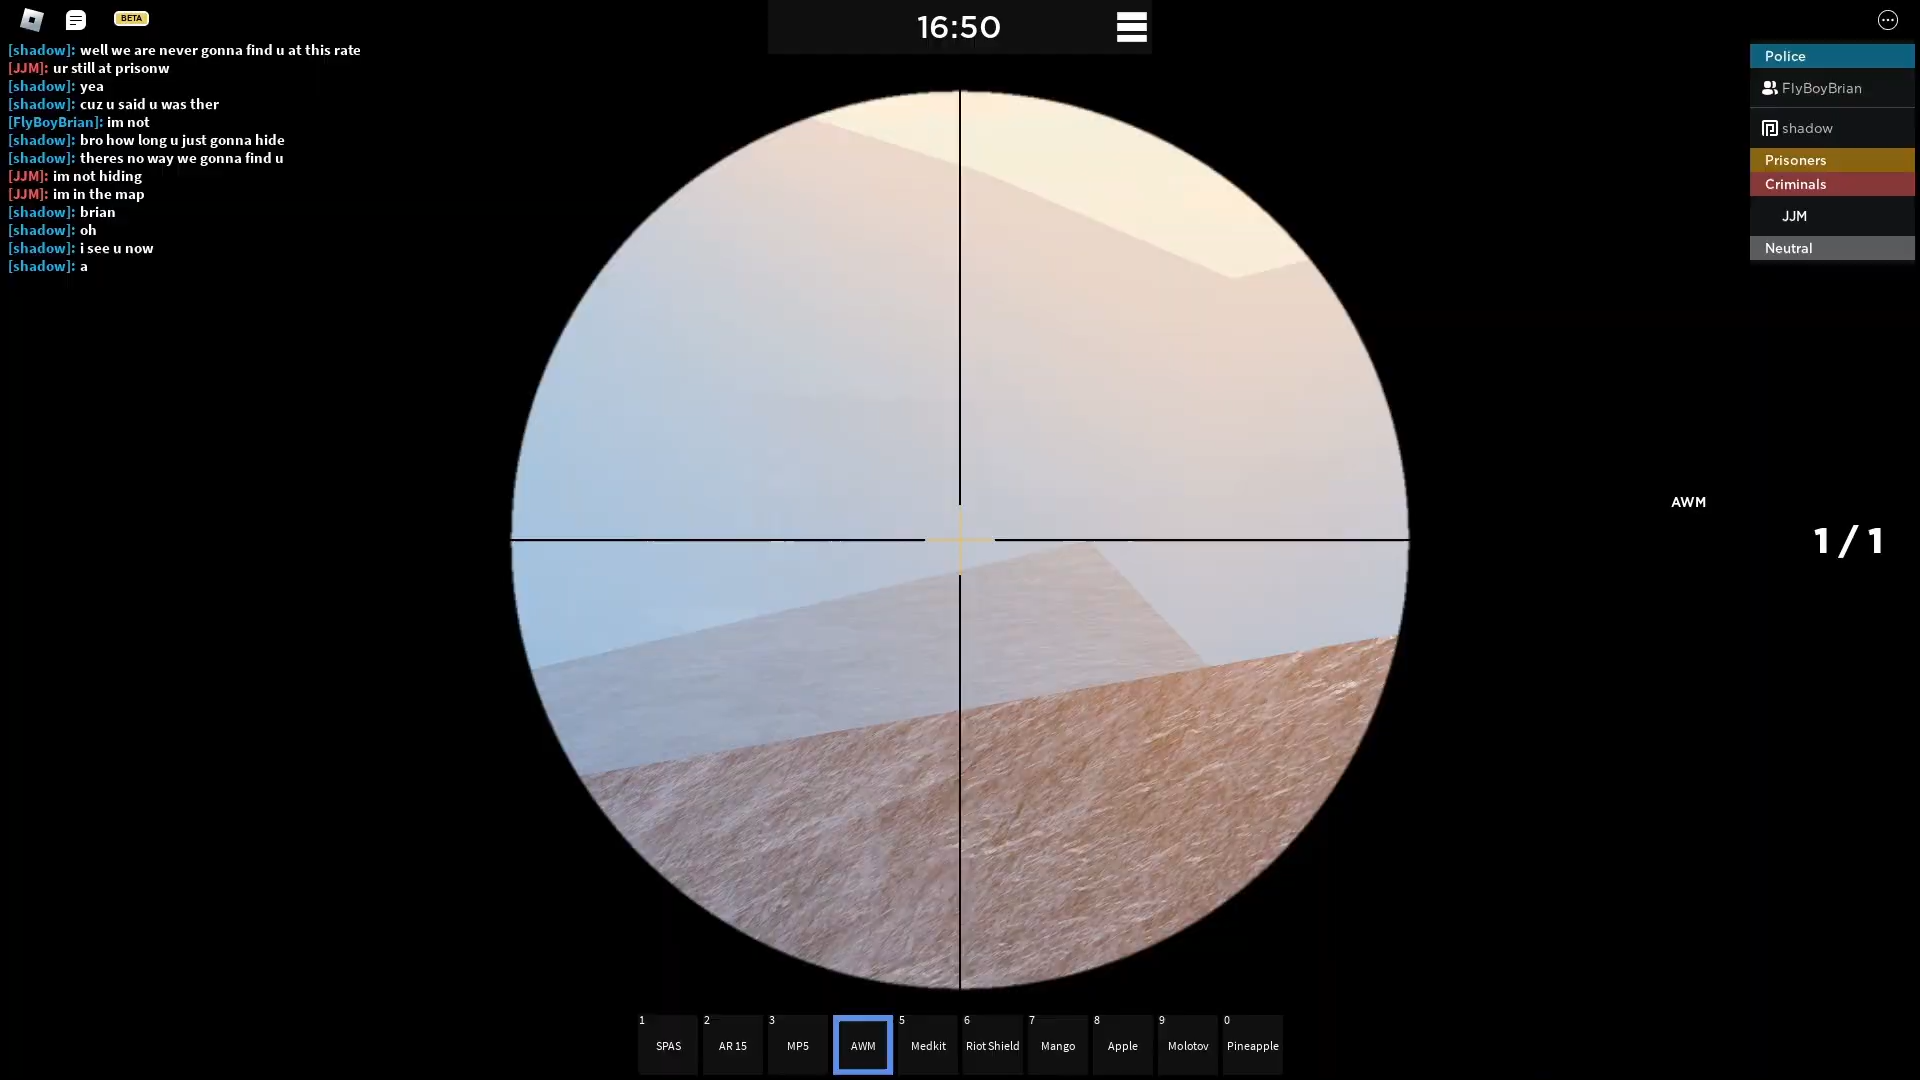 BETA
16:50
[shadow]: well we are never gonna find u at this rate
[JJM]: ur still at prisonw
[shadow]: yea
[shadow]: cuz u said u was ther
[FlyBoyBrian]: im not
[shadow]: bro how long u just gonna hide
[shadow]: theres no way we gonna find u
[JJM]: im not hiding
[JJM]: im in the map
[shadow]: brian
[shadow]: oh
[shadow]: i see u now
[shadow]: a
Police
FlyBoyBrian
shadow
Prisoners
Criminals
JJM
Neutral
AWM
1 / 1
1 SPAS
2 AR 15
3 MP5
AWM
5 Medkit
6 Riot Shield
7 Mango
8 Apple
9 Molotov
0 Pineapple